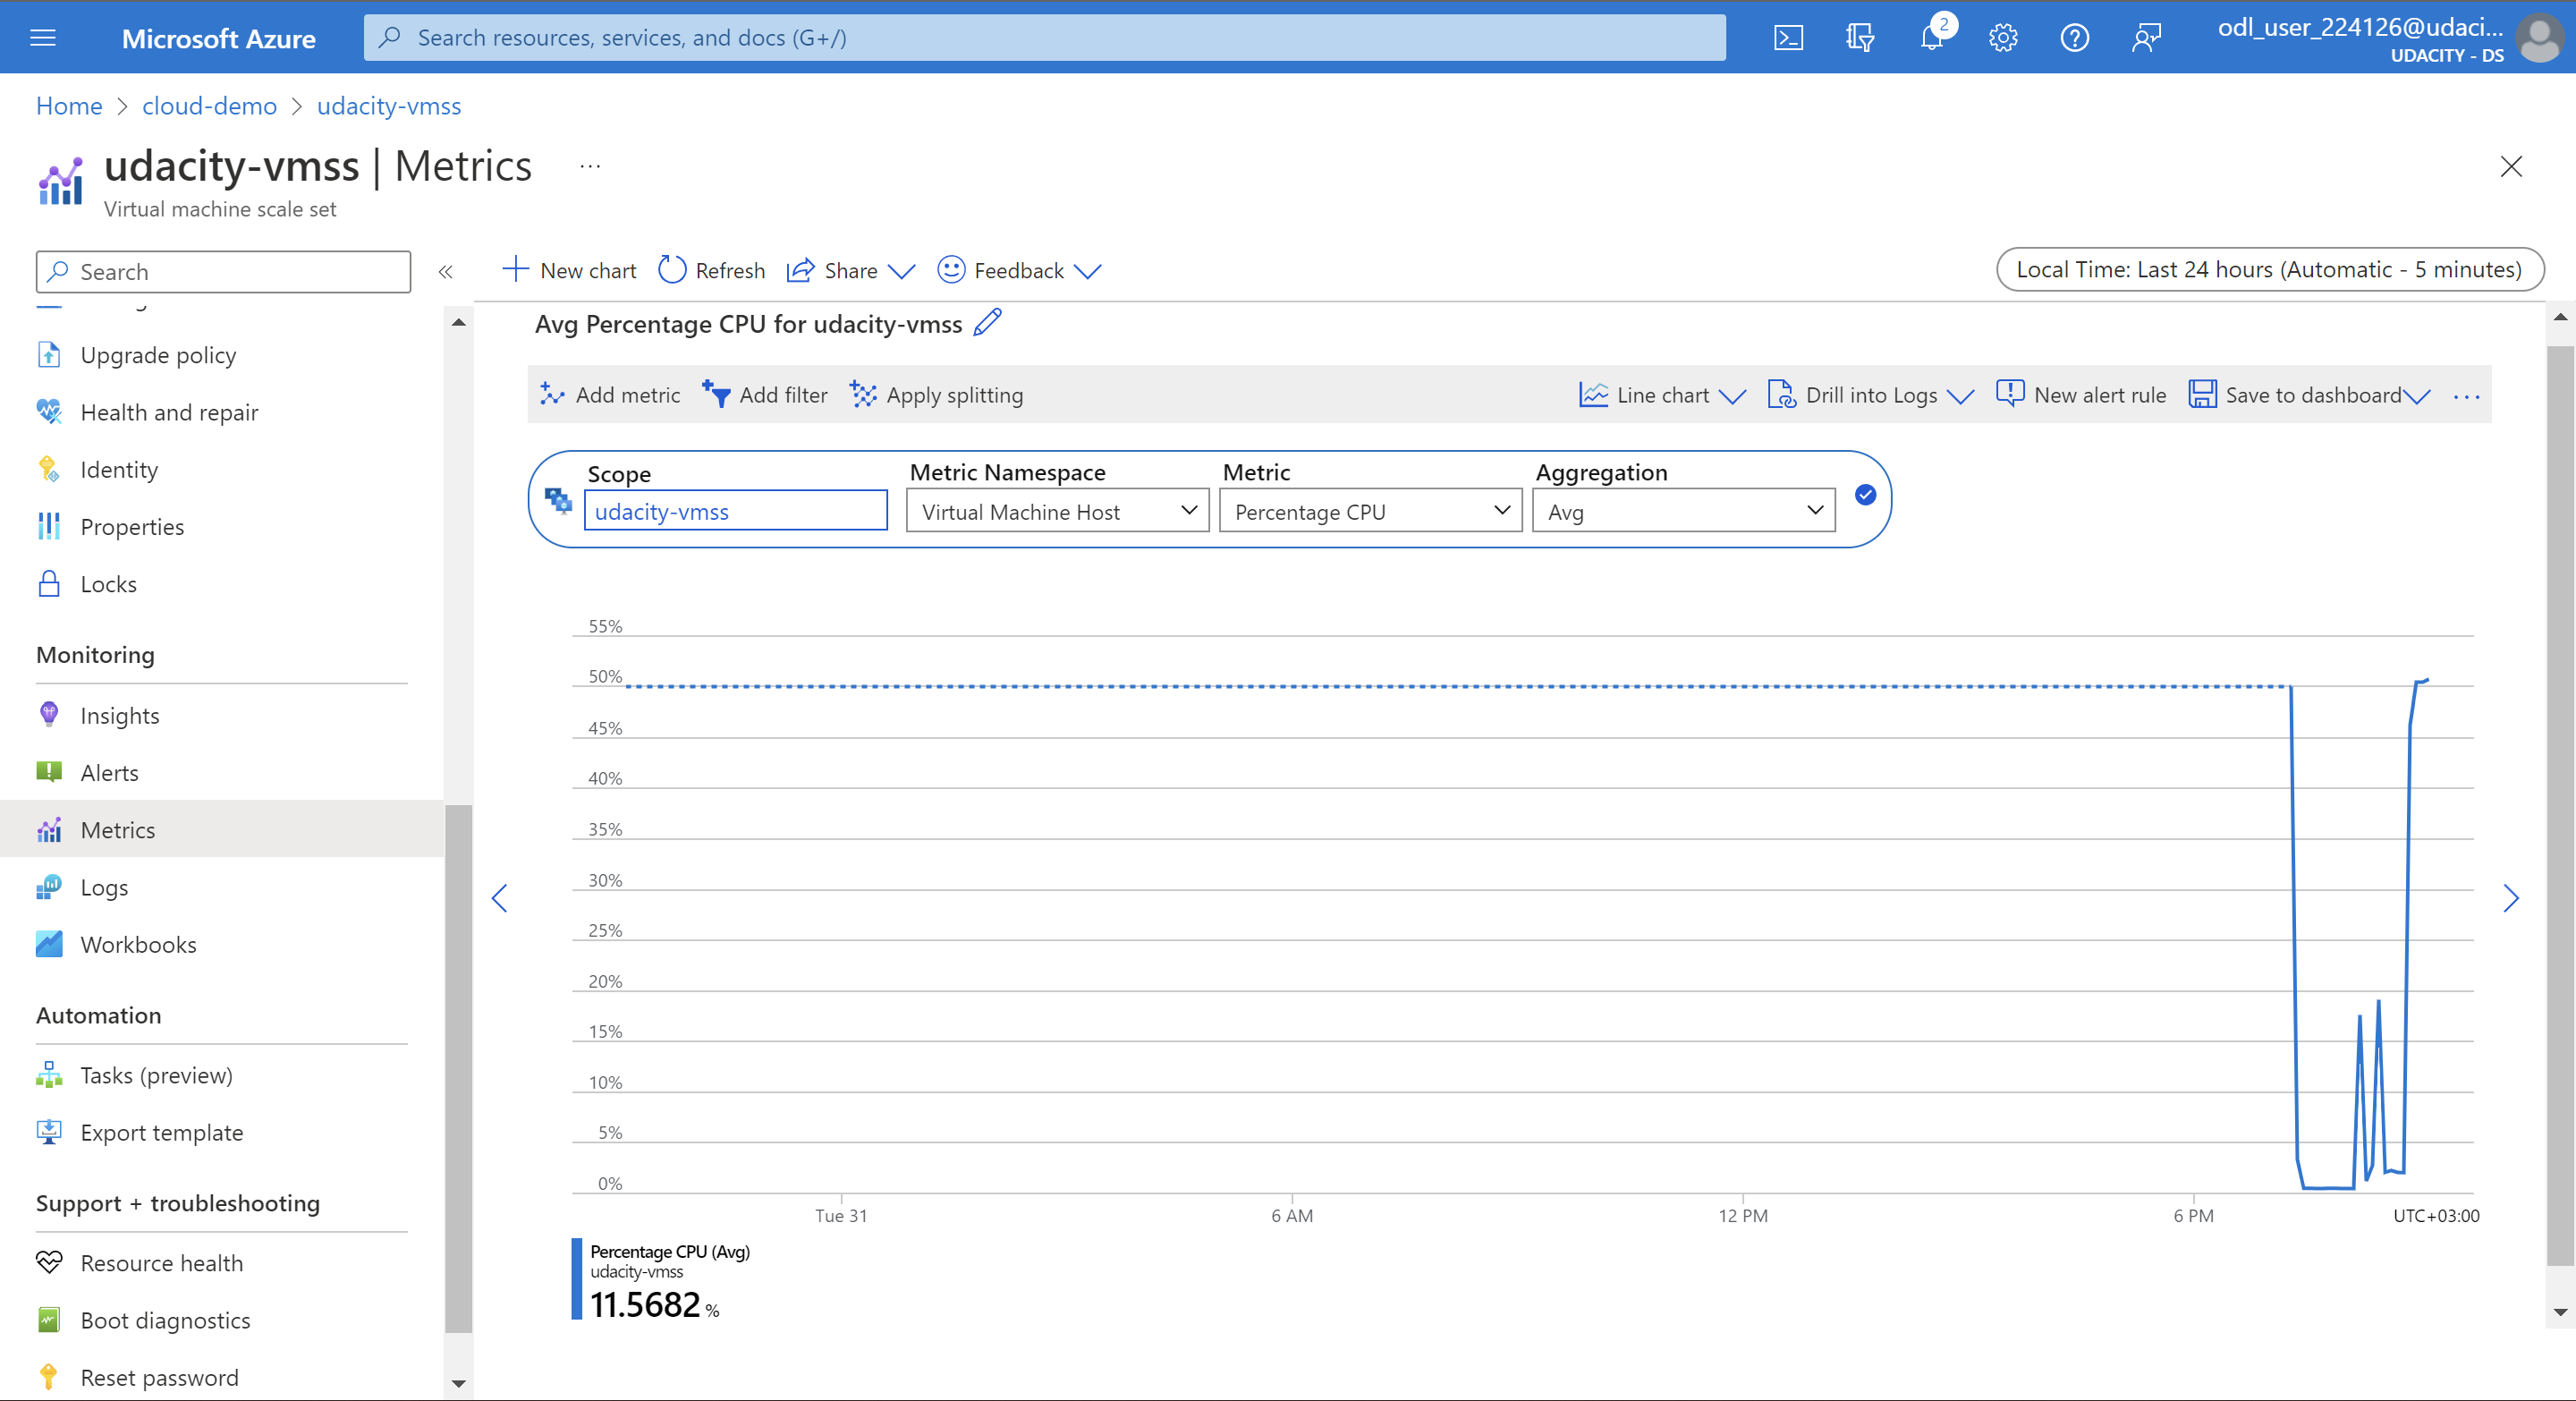 Microsoft Azure
Search resources, services, and docs (G+/)
2
odl_user_224126@udaci...
UDACITY - DS
Home > cloud-demo > udacity-vmss
udacity-vmss | Metrics ...
Virtual machine scale set
Search
«
New chart
Refresh
Share
Feedback
Local Time: Last 24 hours (Automatic - 5 minutes)
Upgrade policy
Health and repair
Identity
Properties
Locks
Monitoring
Insights
Alerts
Metrics
Logs
Workbooks
Automation
Tasks (preview)
Export template
Support + troubleshooting
Resource health
Boot diagnostics
Reset password
Avg Percentage CPU for udacity-vmss
Add metric
Add filter
Apply splitting
Line chart
Drill into Logs
New alert rule
Save to dashboard
...
Scope
udacity-vmss
Metric Namespace
Virtual Machine Host
Metric
Percentage CPU
Aggregation
Avg
55%
50%
45%
40%
35%
30%
25%
20%
15%
10%
5%
0%
Tue 31
6 AM
12 PM
6 PM
UTC+03:00
Percentage CPU (Avg)
udacity-vmss
11.5682 %